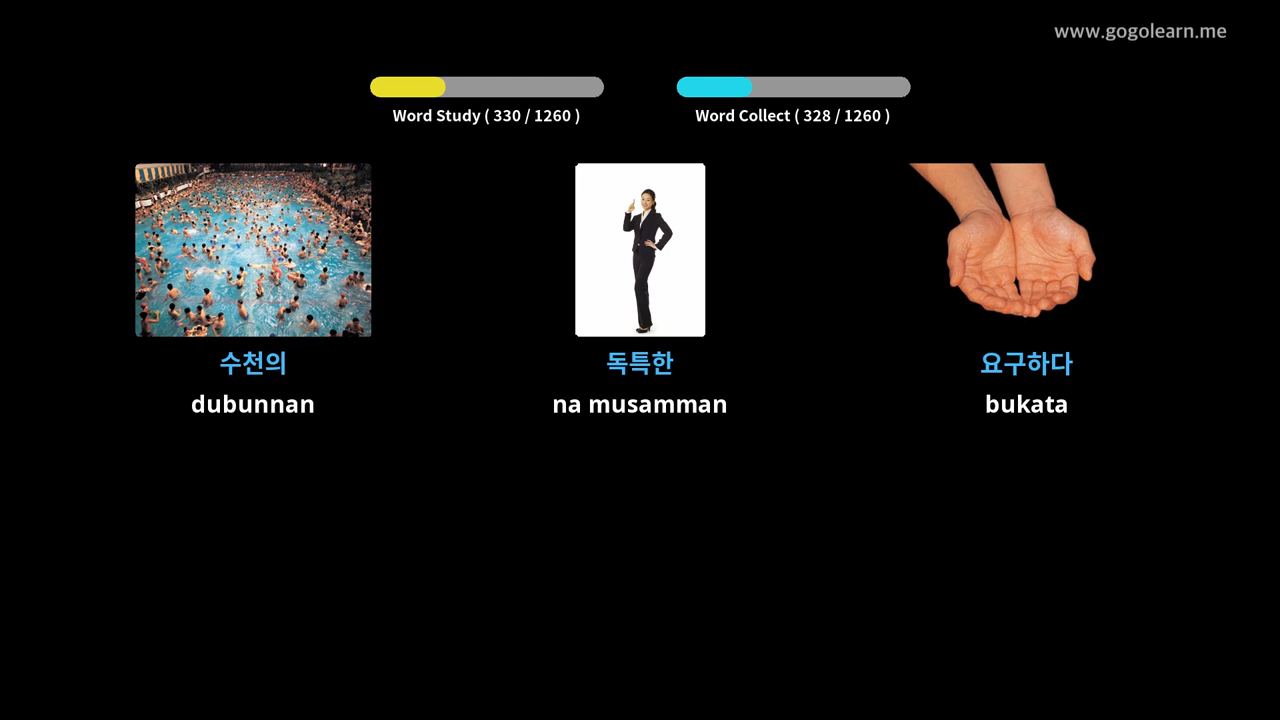 www.gogolearn.me
Word Study ( 330 / 1260 )
Word Collect ( 328 / 1260 )
수천의
독특한
요구하다
dubunnan
na musamman
bukata